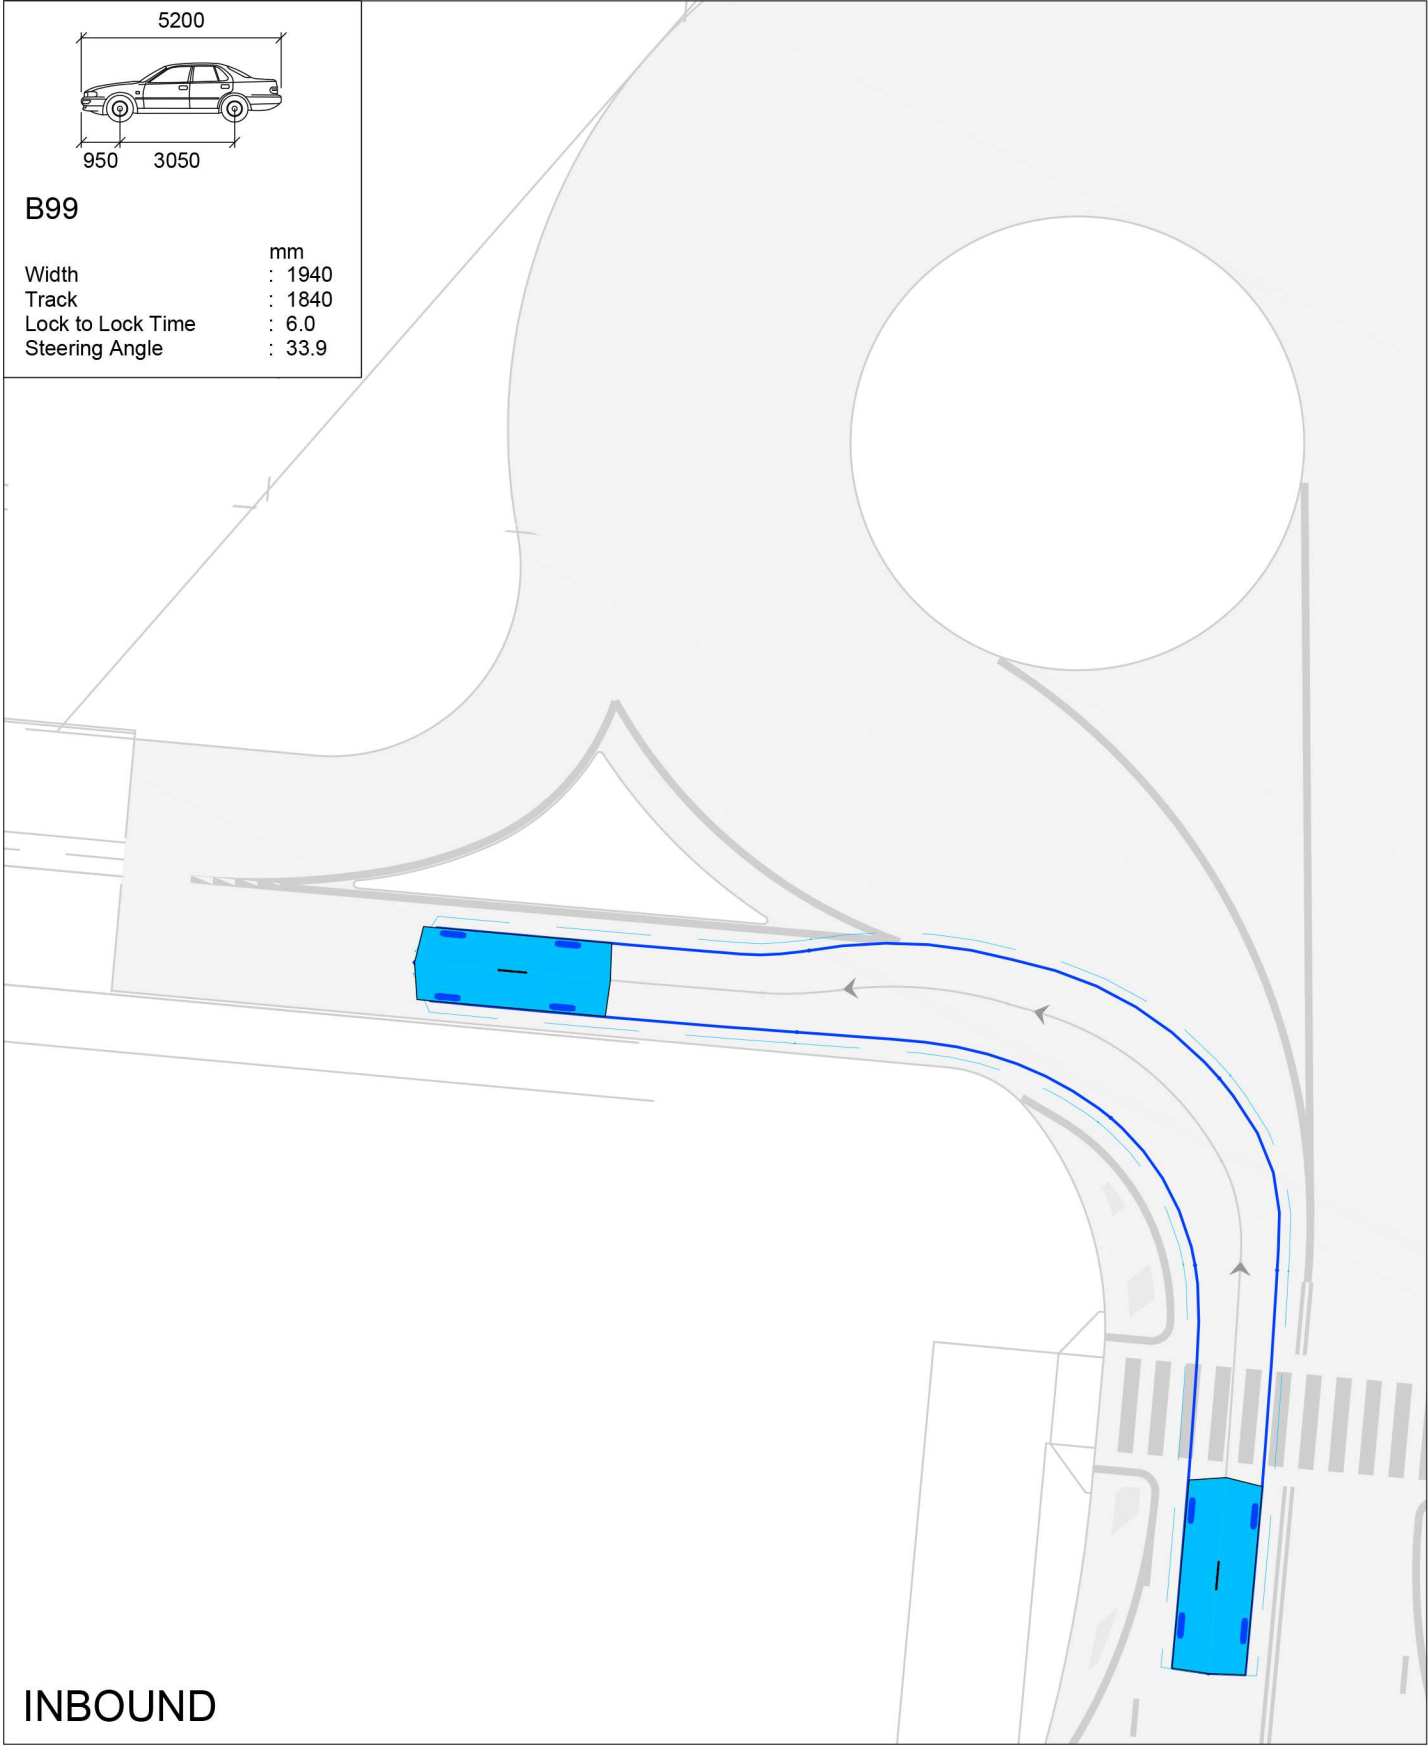 5200
950 3050
B99
mm
Width : 1940
Track : 1840
Lock to Lock Time : 6.0
Steering Angle : 33.9
INBOUND